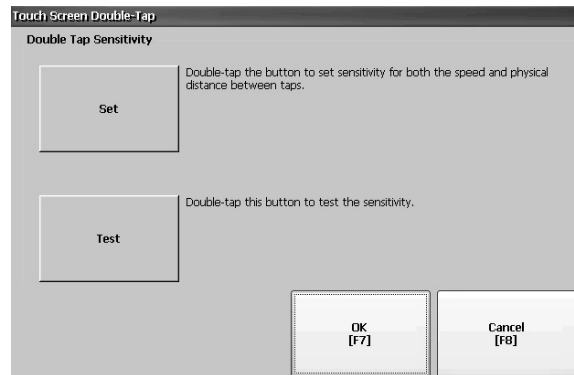 Touch Screen Double-Tap
Double Tap Sensitivity
Set
Double-tap the button to set sensitivity for both the speed and physical
distance between taps.
Test
Double-tap this button to test the sensitivity.
OK
[F7]
Cancel
[F8]